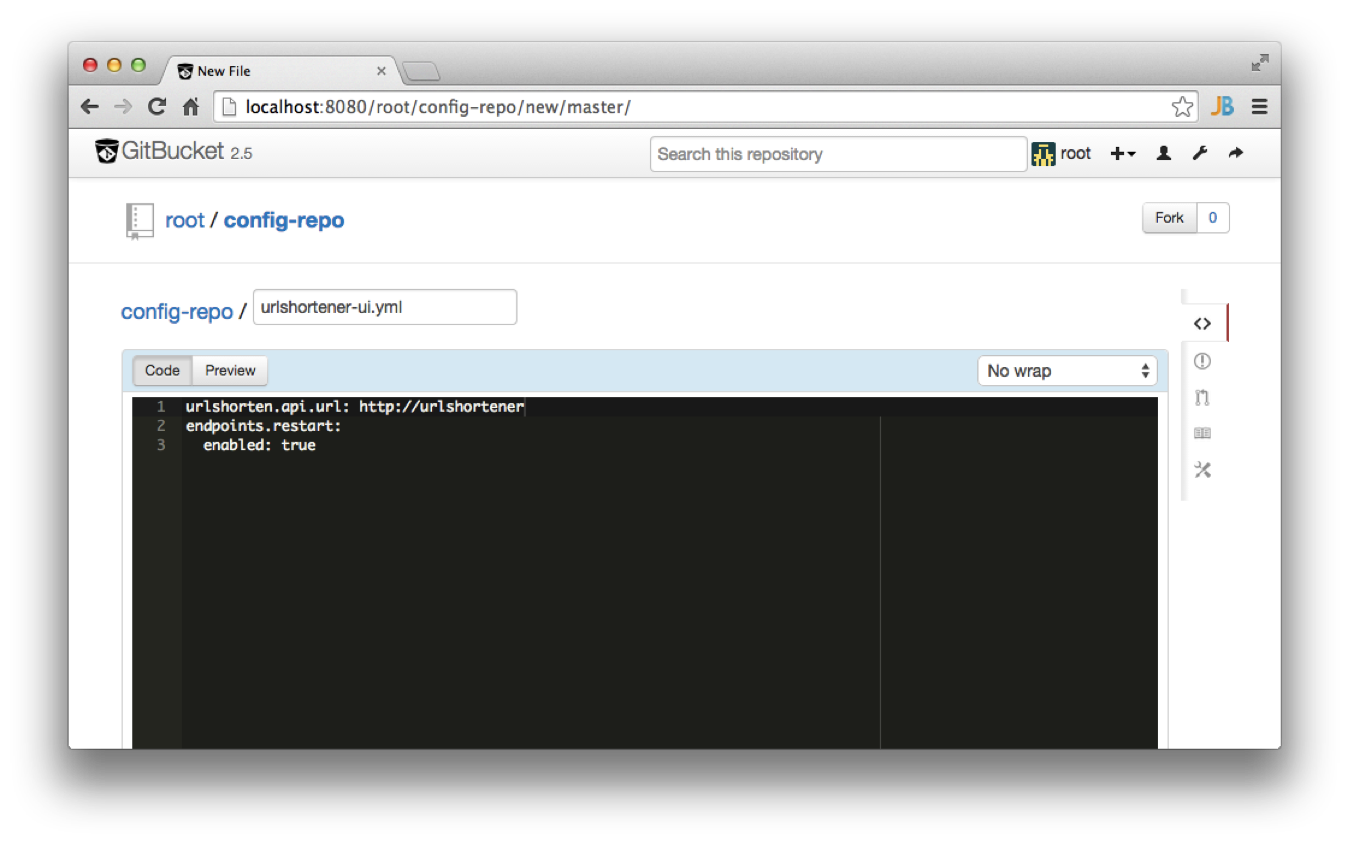 New File
localhost:8080/root/config-repo/new/master/
JB
GitBucket 2.5
Search this repository
root
root / config-repo
Fork 0
config-repo / urlshortener-ui.yml
Code Preview
No wrap
1 urlshorten.api.url: http://urlshortener
2 endpoints.restart:
3   enabled: true